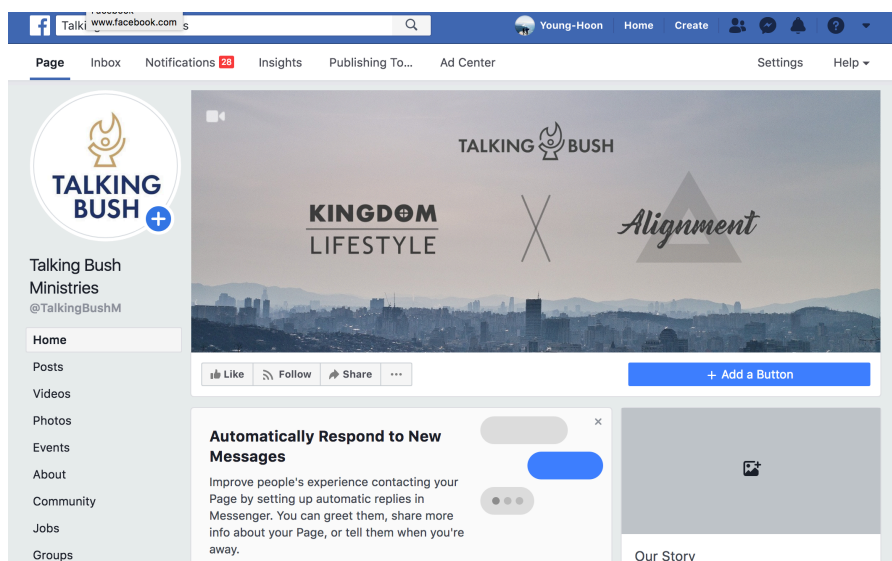 Facebook
www.facebook.com
Talki s
Young-Hoon
Home
Create
Page
Inbox
Notifications 28
Insights
Publishing To...
Ad Center
Settings
Help
TALKING
BUSH
Talking Bush
Ministries
@TalkingBushM
Home
Posts
Videos
Photos
Events
About
Community
Jobs
Groups
TALKING BUSH
KINGDOM
LIFESTYLE
X
Alignment
Like
Follow
Share
...
+ Add a Button
Automatically Respond to New
Messages
Improve people's experience contacting your
Page by setting up automatic replies in
Messenger. You can greet them, share more
info about your Page, or tell them when you're
away.
Our Story